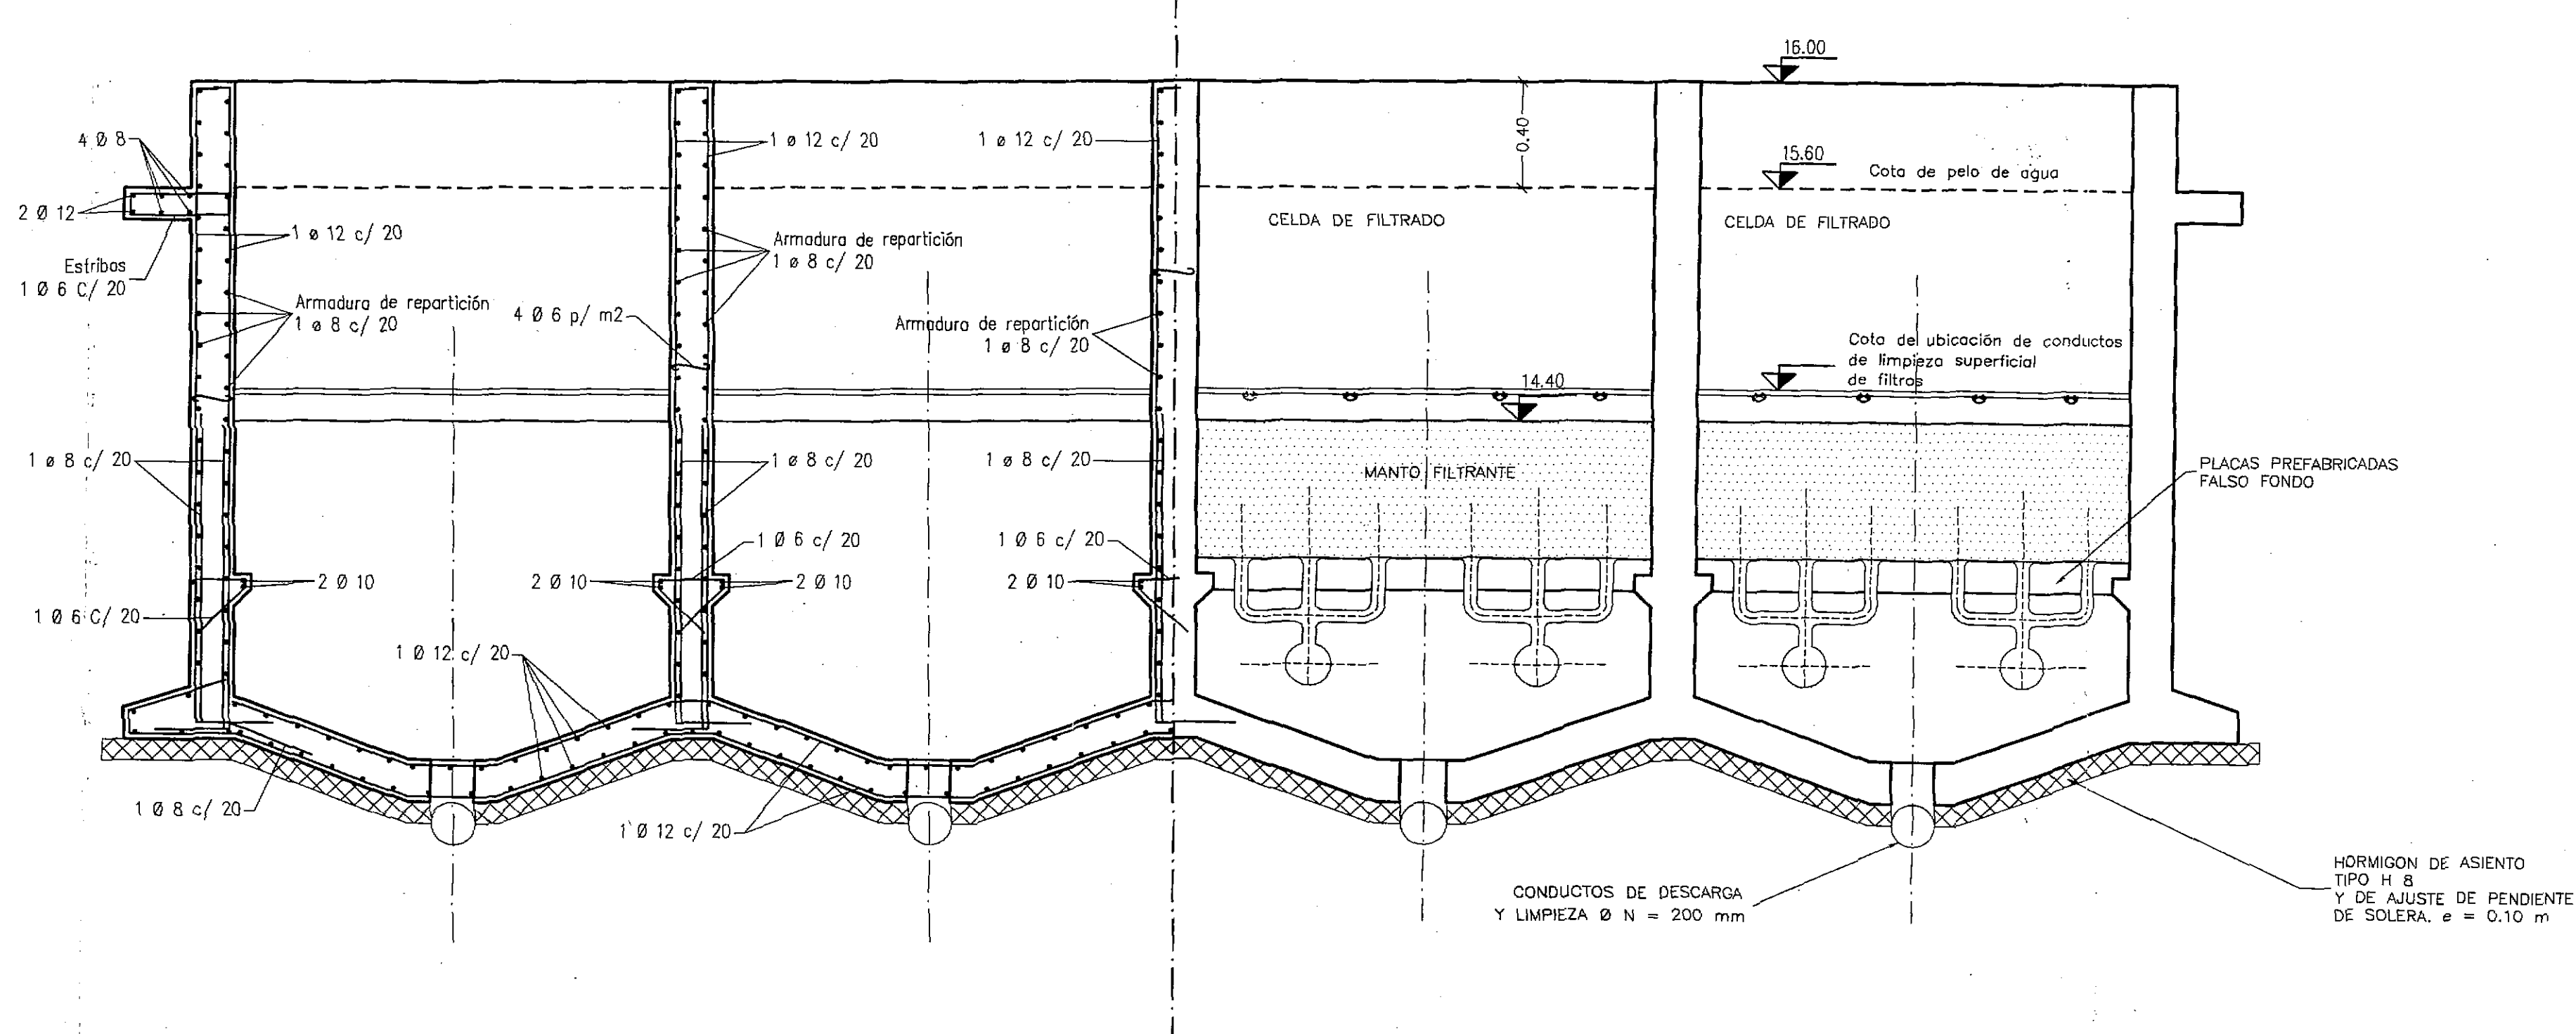 16.00
4 Ø 8
1 ø 12 c/ 20
1 ø 12 c/ 20
0.40
15.60
Cota de pelo de agua
2 Ø 12
CELDA DE FILTRADO
CELDA DE FILTRADO
1 ø 12 c/ 20
Armadura de repartición
1 ø 8 c/ 20
Estribos
1 Ø 6 C/ 20
Armadura de repartición
1 ø 8 c/ 20
4 Ø 6 p/ m2
Armadura de repartición
1 ø 8 c/ 20
Cota de ubicación de conductos
de limpieza superficial
de filtros
14.40
1 ø 8 c/ 20
1 ø 8 c/ 20
1 ø 8 c/ 20
MANTO FILTRANTE
PLACAS PREFABRICADAS
FALSO FONDO
1 Ø 6 c/ 20
1 Ø 6 c/ 20
2 Ø 10
2 Ø 10
2 Ø 10
2 Ø 10
1 Ø 6 C/ 20
1 Ø 12 c/ 20
1 Ø 8 c/ 20
1 Ø 12 c/ 20
CONDUCTOS DE DESCARGA
Y LIMPIEZA Ø N = 200 mm
HORMIGON DE ASIENTO
TIPO H 8
Y DE AJUSTE DE PENDIENTE
DE SOLERA. e = 0.10 m